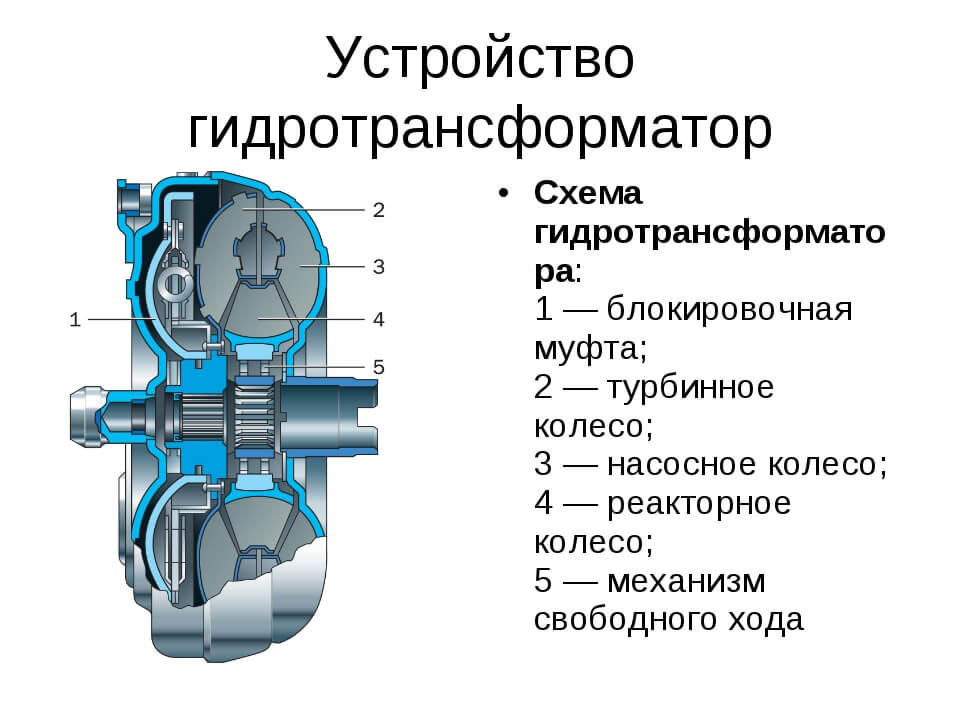 Устройство
гидротрансформатор
2
3
1
4
5
• Схема
гидротрансформато
ра:
1 — блокировочная
муфта;
2 — турбинное
колесо;
3 — насосное колесо;
4 — реакторное
колесо;
5 — механизм
свободного хода